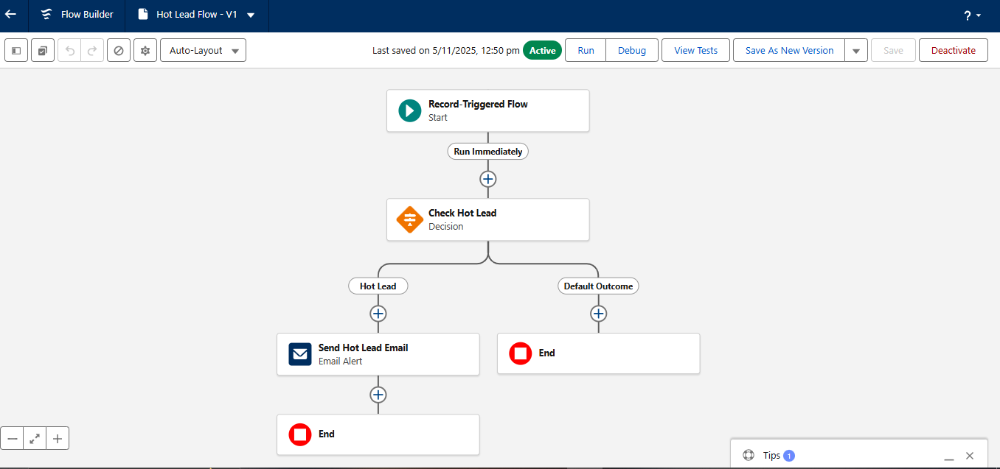 Flow Builder
Hot Lead Flow - V1
?
Auto-Layout
Last saved on 5/11/2025, 12:50 pm
Active
Run
Debug
View Tests
Save As New Version
Save
Deactivate
Record-Triggered Flow
Start
Run Immediately
Check Hot Lead
Decision
Hot Lead
Default Outcome
Send Hot Lead Email
Email Alert
End
End
Tips 1